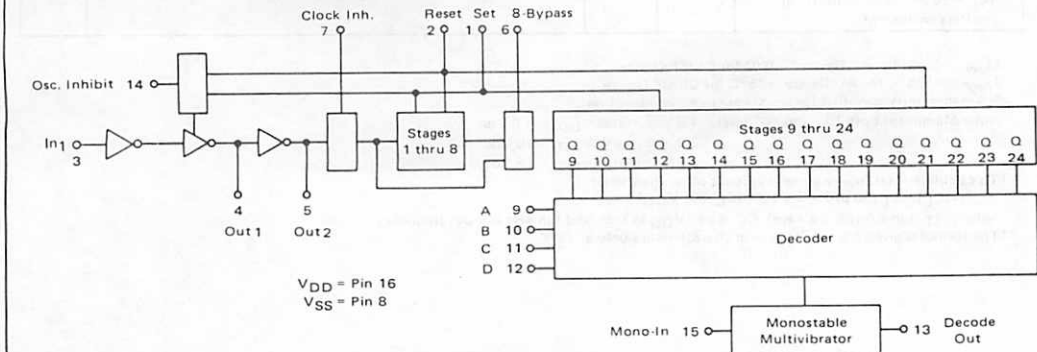 Clock Inh. Reset Set 8-Bypass
7 2 1 6
Osc. Inhibit 14
In1
3
Stages
1 thru 8
Stages 9 thru 24
Q Q Q Q Q Q Q Q Q Q Q Q Q Q Q Q
9 10 11 12 13 14 15 16 17 18 19 20 21 22 23 24
4 5
Out 1 Out 2
A 9
B 10
C 11
D 12
Decoder
VDD = Pin 16
VSS = Pin 8
Mono-In 15
Monostable
Multivibrator
13 Decode
Out